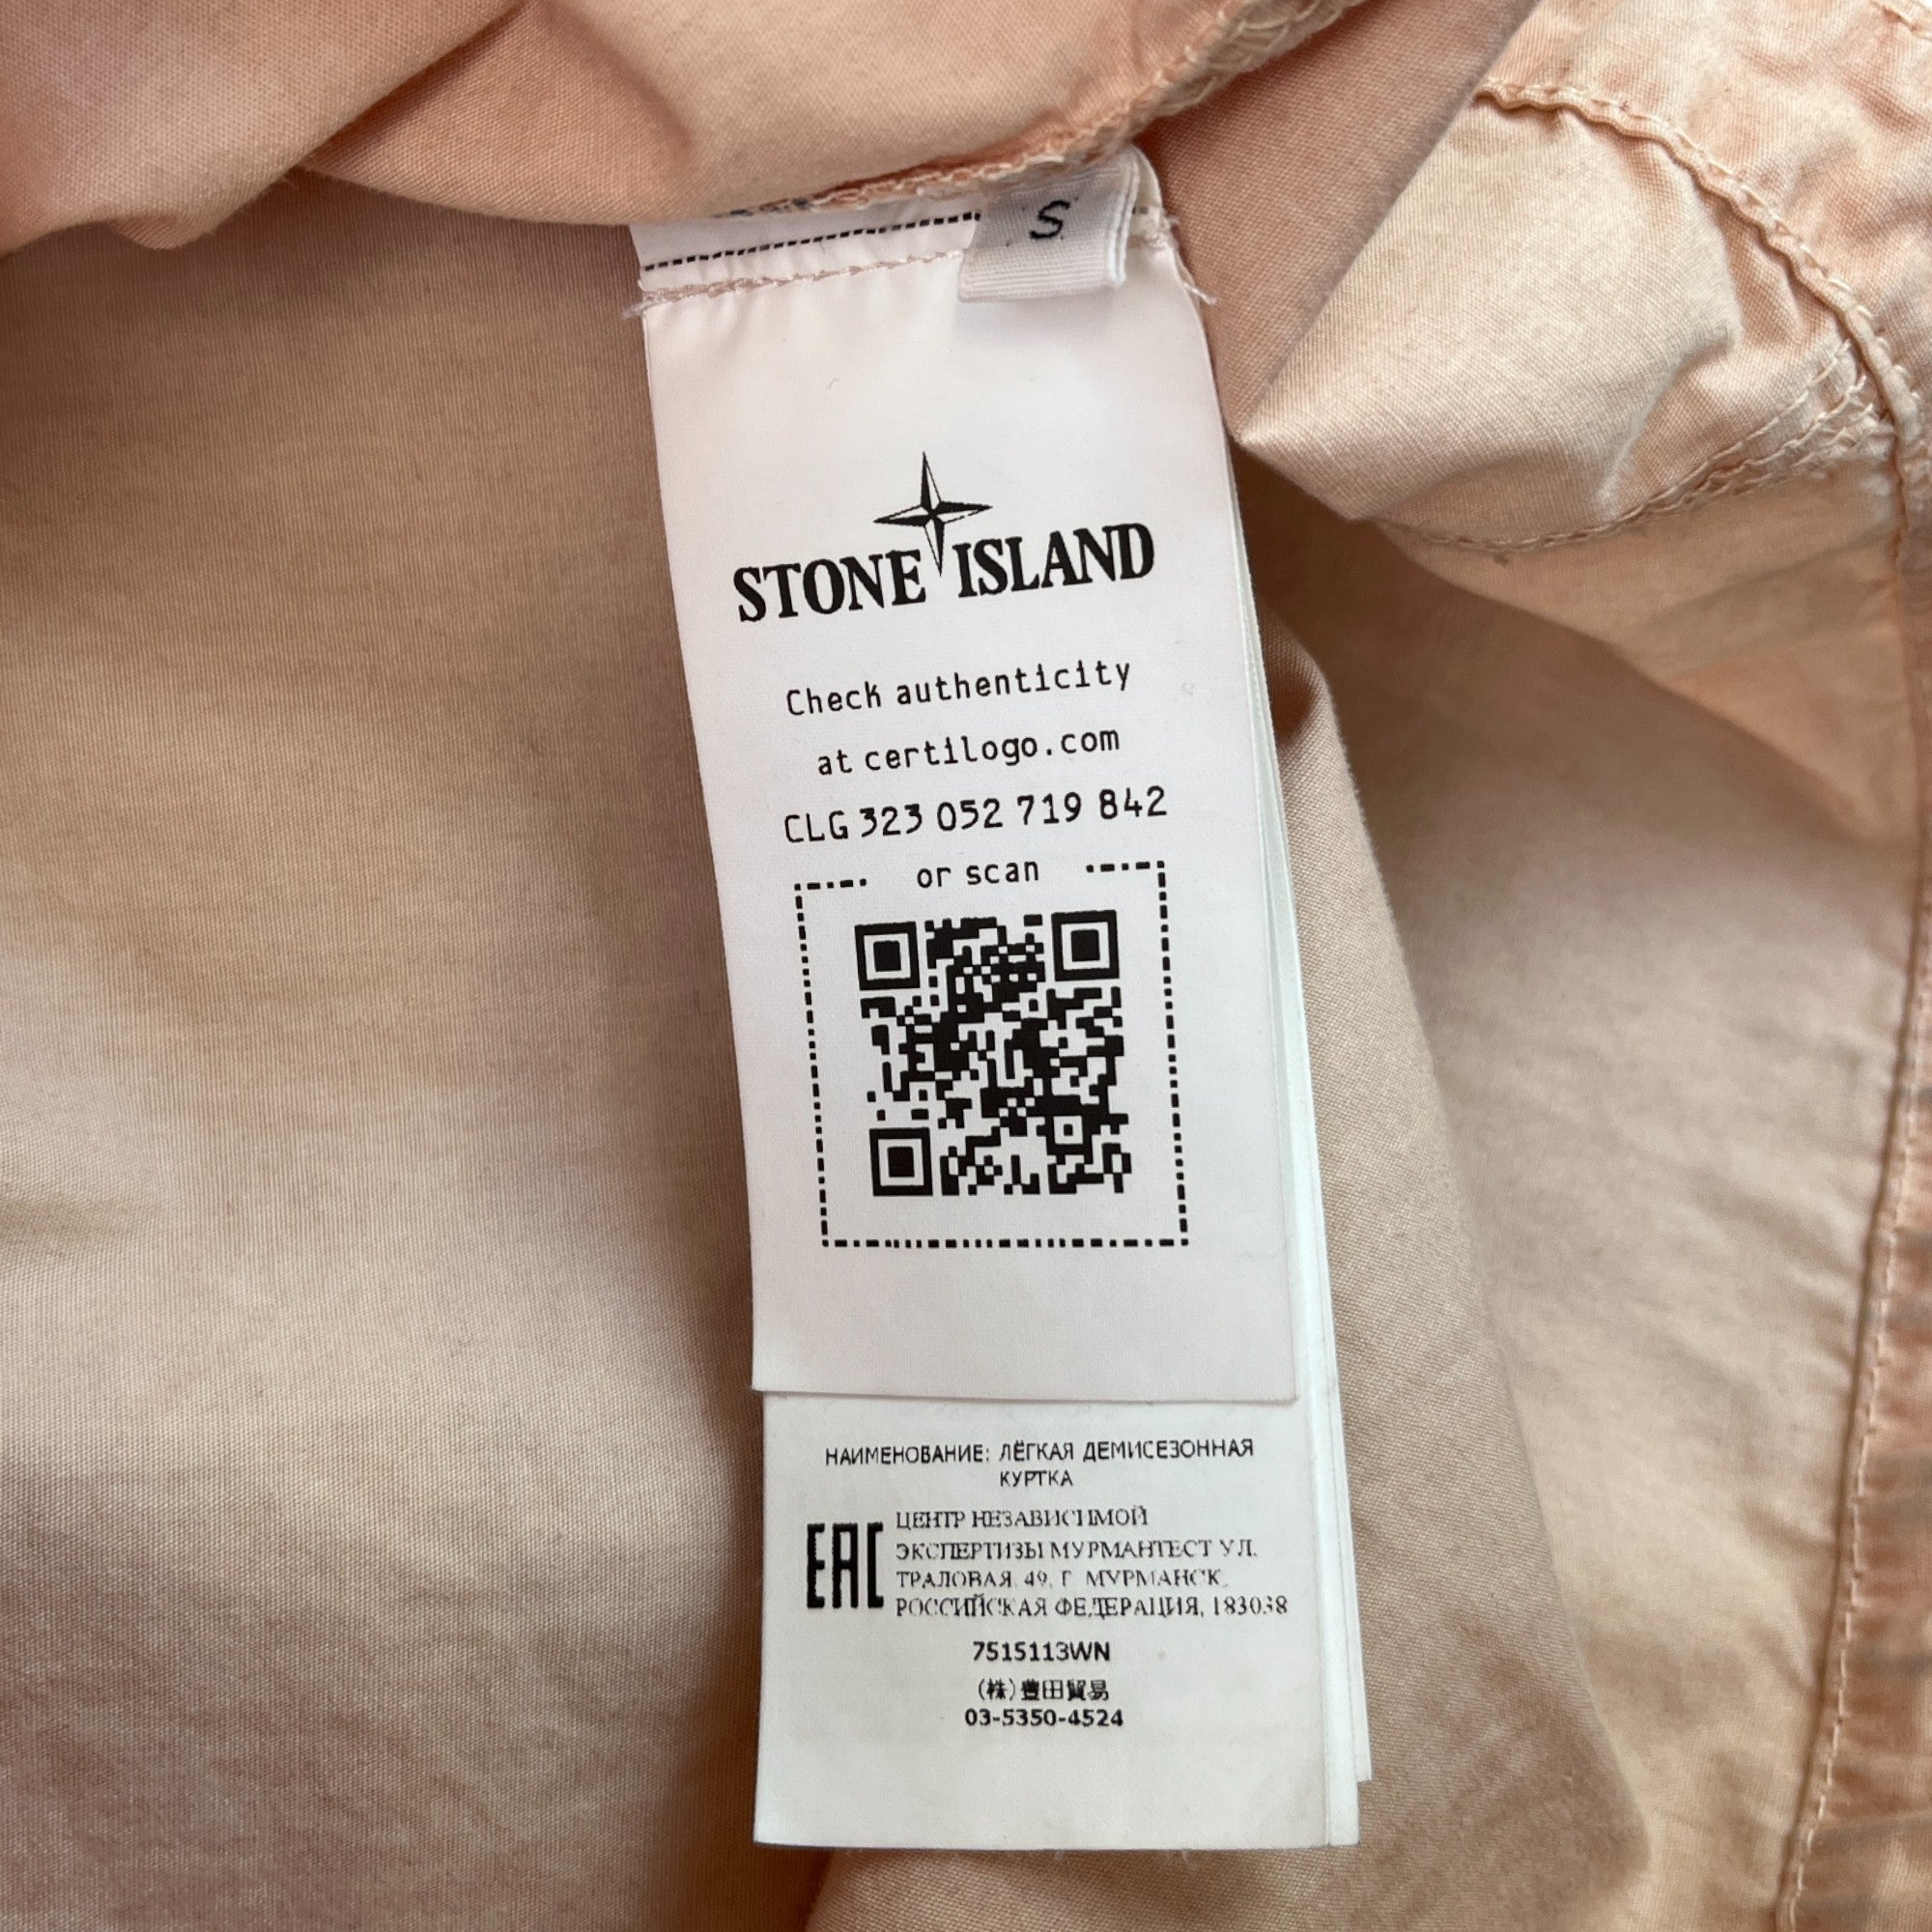 S
STONE ISLAND
Check authenticity
at certilogo.com
CLG 323 052 719 842
or scan
НАИМЕНОВАНИЕ: ЛЁГКАЯ ДЕМИСЕЗОННАЯ
КУРТКА
EAC
ЦЕНТР НЕЗАВИСИМОЙ
ЭКСПЕРТИЗЫ МУРМАНТЕСТ УЛ.
ТРАЛОВАЯ, 49, Г. МУРМАНСК,
РОССИЙСКАЯ ФЕДЕРАЦИЯ, 183038
7515113WN
(株)豊田貿易
03-5350-4524